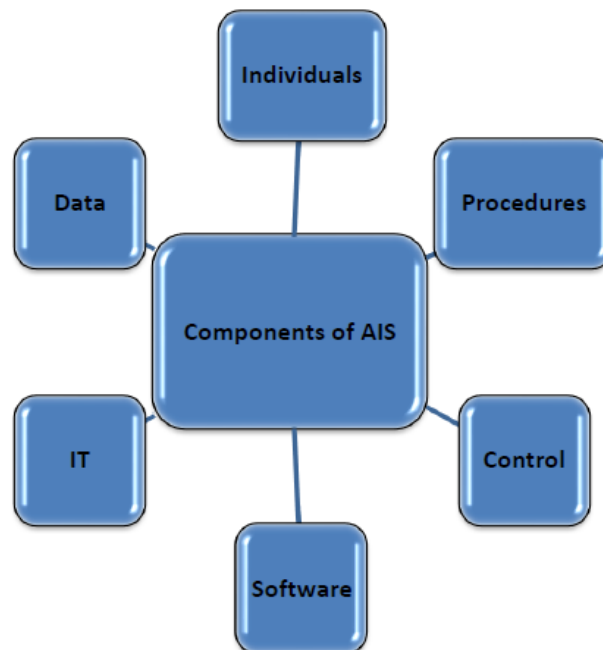 Individuals
Data
Procedures
Components of AIS
IT
Control
Software